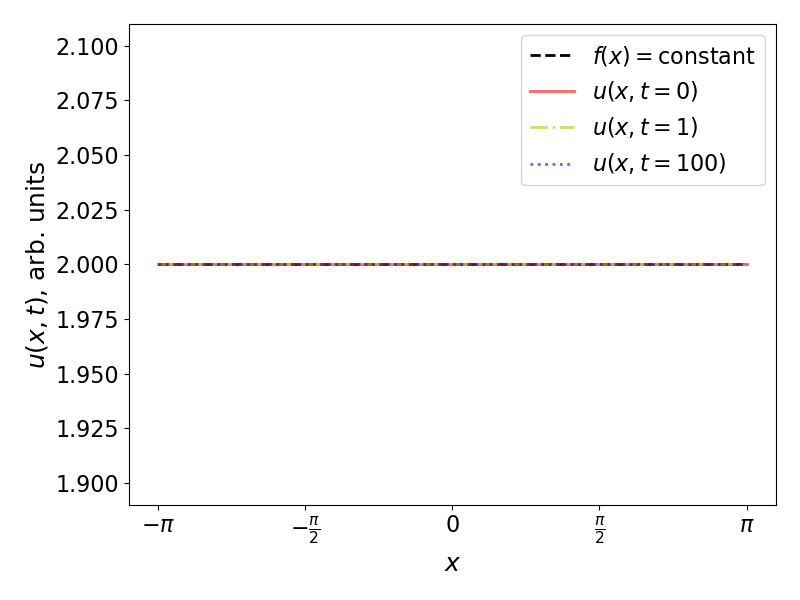 2.100
2.075
2.050
2.025
2.000
1.975
1.950
1.925
1.900
u(x, t), arb. units
f(x) = constant
u(x, t = 0)
u(x, t = 1)
u(x, t = 100)
−π
−π/2
0
π/2
π
x